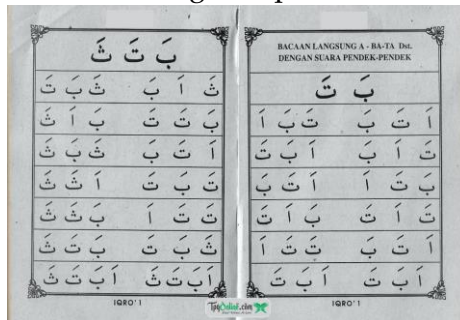 BACAAN LANGSUNG A - BA-TA Dst.
DENGAN SUARA PENDEK-PENDEK
بَ تَ
اَ تَ بَ تَ بَ اَ
تَ اَ بَ اَ بَ تَ
بَ تَ اَ اَ تَ بَ
تَ اَ تَ بَ اَ تَ
اَ تَ بَ تَ تَ اَ
اَ بَ تَ اَ بَ تَ
IQRO' 1
بَ تَ ثَ
ثَ اَ بَ ثَ بَ تَ
بَ تَ تَ بَ اَ ثَ
اَ تَ بَ ثَ بَ ثَ
تَ بَ تَ اَ ثَ ثَ
تَ تَ اَ بَ ثَ ثَ
ثَ بَ تَ بَ تَ ثَ
اَ بَ تَ ثَ اَ بَ تَ ثَ
IQRO' 1